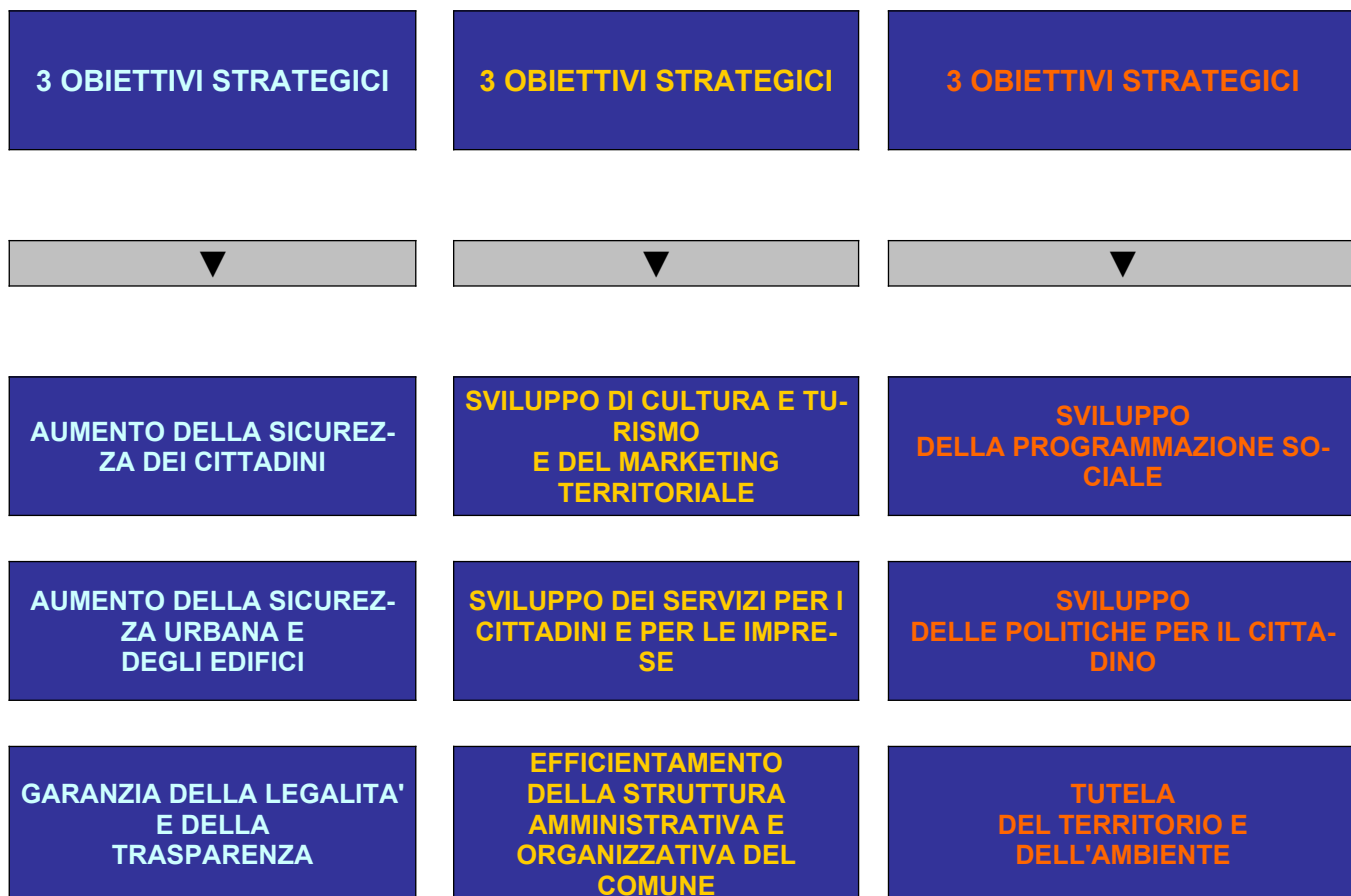 3 OBIETTIVI STRATEGICI
3 OBIETTIVI STRATEGICI
3 OBIETTIVI STRATEGICI
▼
▼
▼
AUMENTO DELLA SICUREZ-
ZA DEI CITTADINI
SVILUPPO DI CULTURA E TU-
RISMO
E DEL MARKETING
TERRITORIALE
SVILUPPO
DELLA PROGRAMMAZIONE SO-
CIALE
AUMENTO DELLA SICUREZ-
ZA URBANA E
DEGLI EDIFICI
SVILUPPO DEI SERVIZI PER I
CITTADINI E PER LE IMPRE-
SE
SVILUPPO
DELLE POLITICHE PER IL CITTA-
DINO
GARANZIA DELLA LEGALITA'
E DELLA
TRASPARENZA
EFFICIENTAMENTO
DELLA STRUTTURA
AMMINISTRATIVA E
ORGANIZZATIVA DEL
COMUNE
TUTELA
DEL TERRITORIO E
DELL'AMBIENTE